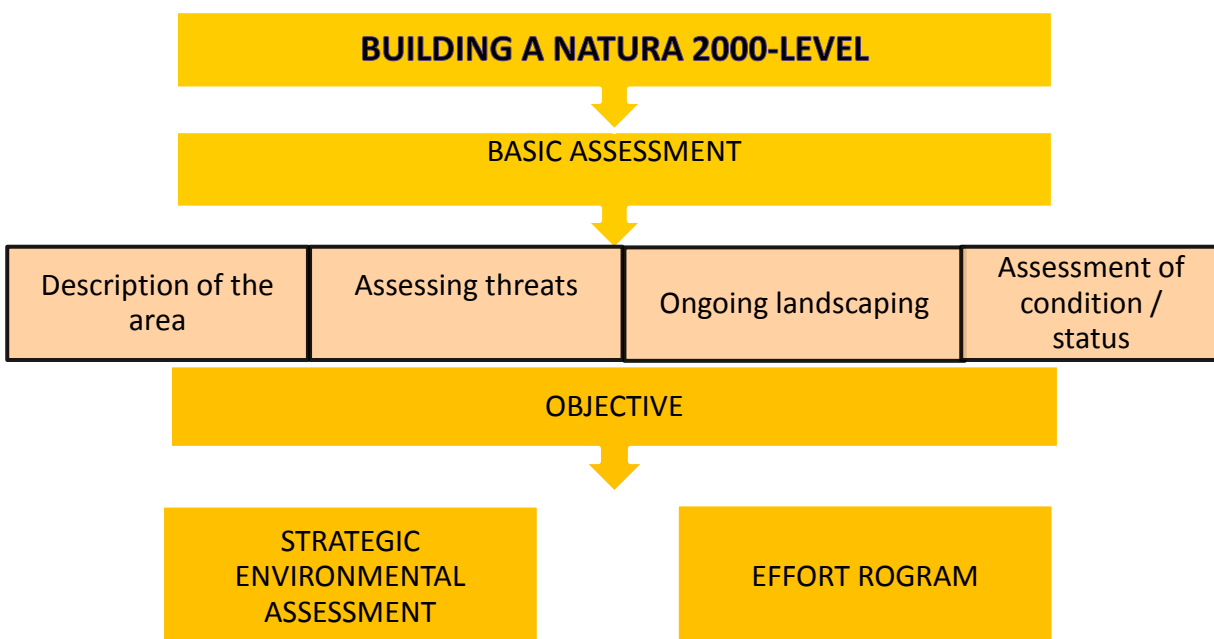 BUILDING A NATURA 2000-LEVEL
BASIC ASSESSMENT
Description of the
area
Assessing threats
Ongoing landscaping
Assessment of
condition /
status
OBJECTIVE
STRATEGIC
ENVIRONMENTAL
ASSESSMENT
EFFORT ROGRAM